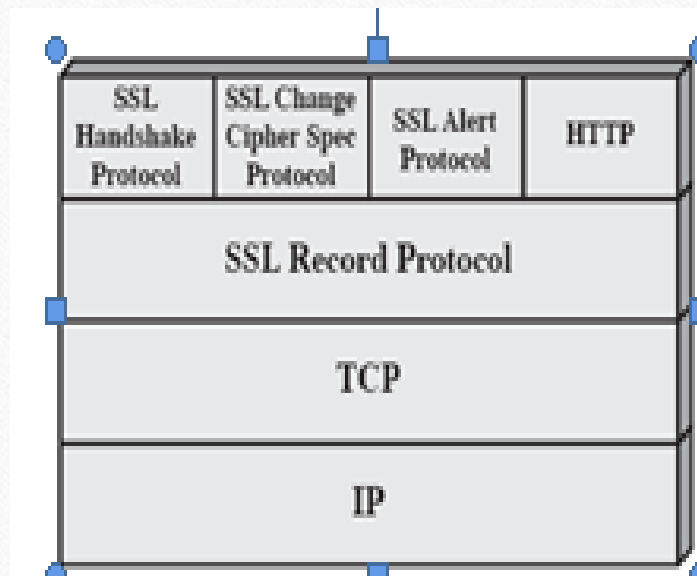 SSL
Handshake
Protocol
SSL Change
Cipher Spec
Protocol
SSL Alert
Protocol
HTTP
SSL Record Protocol
TCP
IP